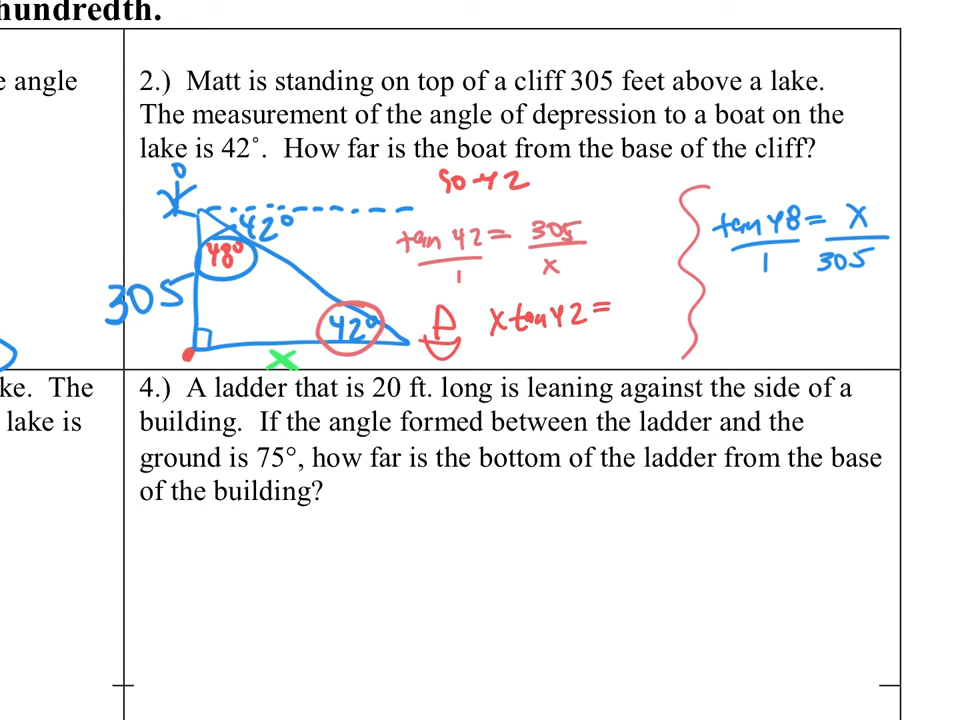 hundredth.
e angle
2.) Matt is standing on top of a cliff 305 feet above a lake.
The measurement of the angle of depression to a boat on the
lake is 42°. How far is the boat from the base of the cliff?
90-42
42°
48°
305
42°
x
tan 42 = 305
1 x
x tan 42 =
tan 48 = x
1 305
ke. The
lake is
4.) A ladder that is 20 ft. long is leaning against the side of a
building. If the angle formed between the ladder and the
ground is 75°, how far is the bottom of the ladder from the base
of the building?